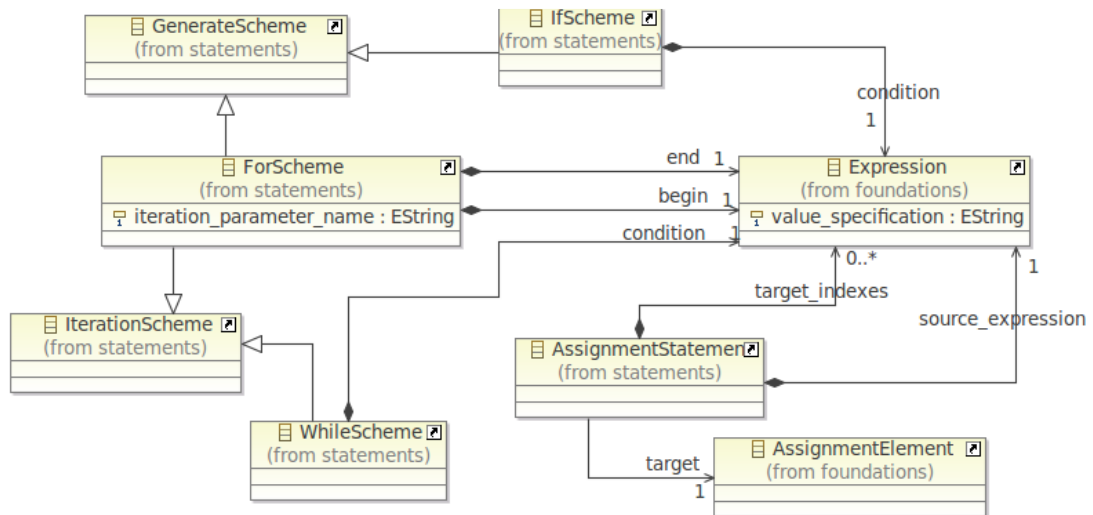 GenerateScheme
(from statements)
IfScheme
(from statements)
condition
1
ForScheme
(from statements)
iteration_parameter_name : EString
end 1
begin 1
condition 1
Expression
(from foundations)
value_specification : EString
0..*
1
target_indexes
source_expression
IterationScheme
(from statements)
AssignmentStatement
(from statements)
WhileScheme
(from statements)
target
1
AssignmentElement
(from foundations)